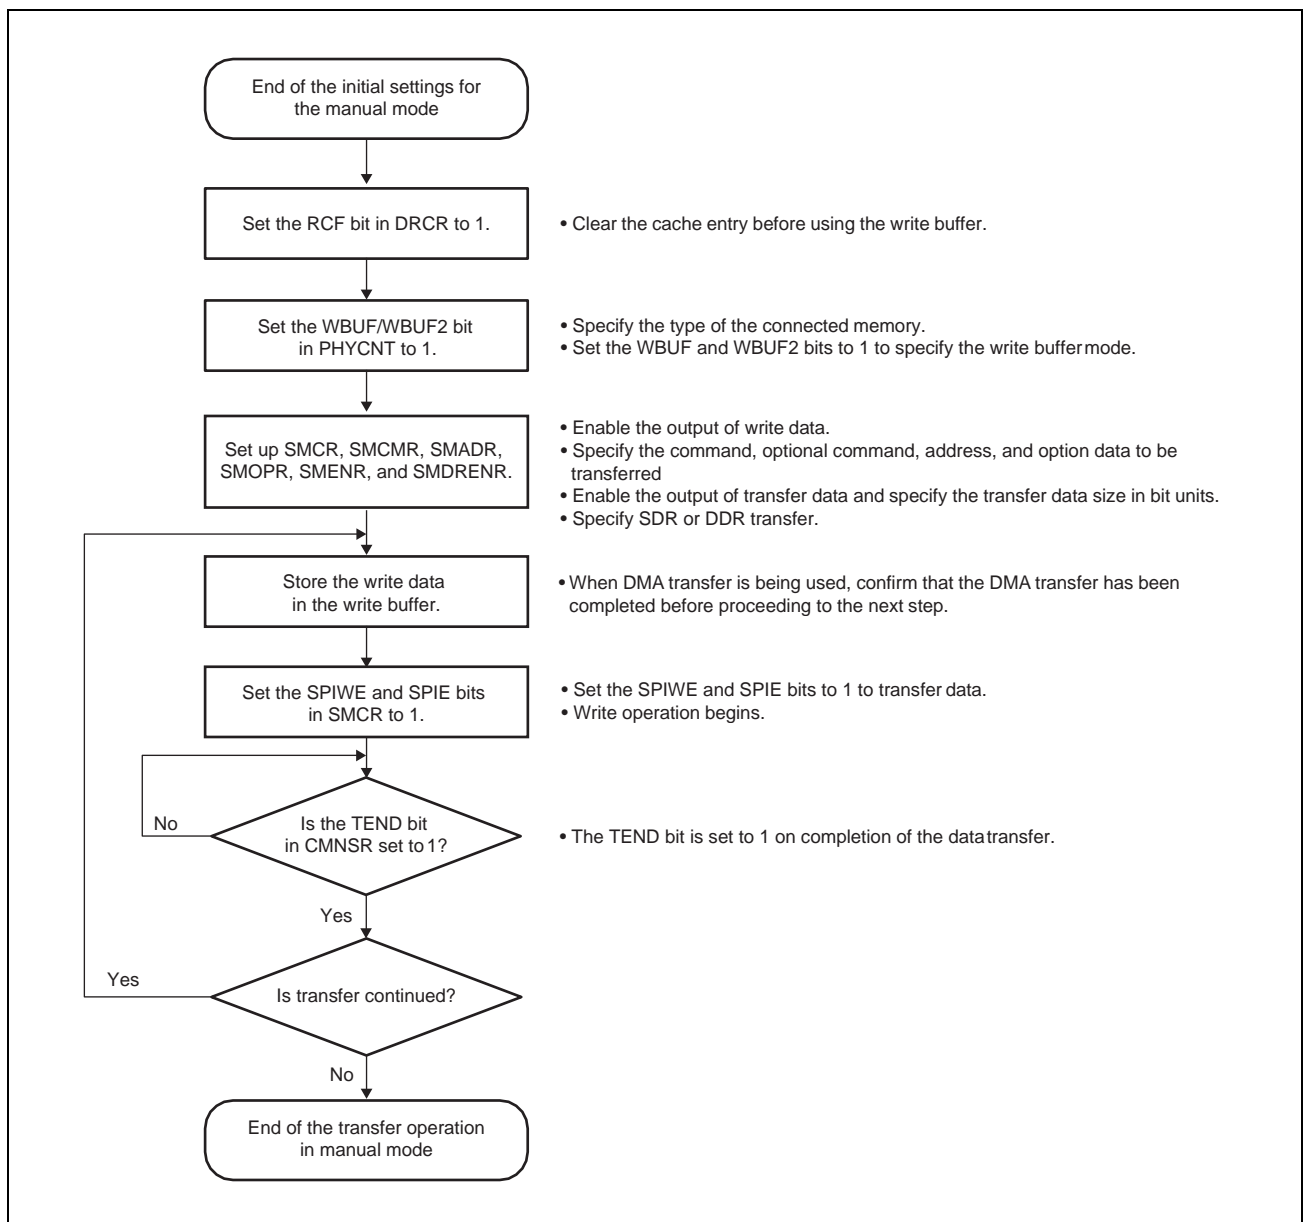 End of the initial settings for
the manual mode
Set the RCF bit in DRCR to 1.
• Clear the cache entry before using the write buffer.
Set the WBUF/WBUF2 bit
in PHYCNT to 1.
• Specify the type of the connected memory.
• Set the WBUF and WBUF2 bits to 1 to specify the write buffer mode.
Set up SMCR, SMCMR, SMADR,
SMOPR, SMENR, and SMDRENR.
• Enable the output of write data.
• Specify the command, optional command, address, and option data to be
transferred
• Enable the output of transfer data and specify the transfer data size in bit units.
• Specify SDR or DDR transfer.
Store the write data
in the write buffer.
• When DMA transfer is being used, confirm that the DMA transfer has been
completed before proceeding to the next step.
Set the SPIWE and SPIE bits
in SMCR to 1.
• Set the SPIWE and SPIE bits to 1 to transfer data.
• Write operation begins.
No
Is the TEND bit
in CMNSR set to 1?
• The TEND bit is set to 1 on completion of the data transfer.
Yes
Yes
Is transfer continued?
No
End of the transfer operation
in manual mode